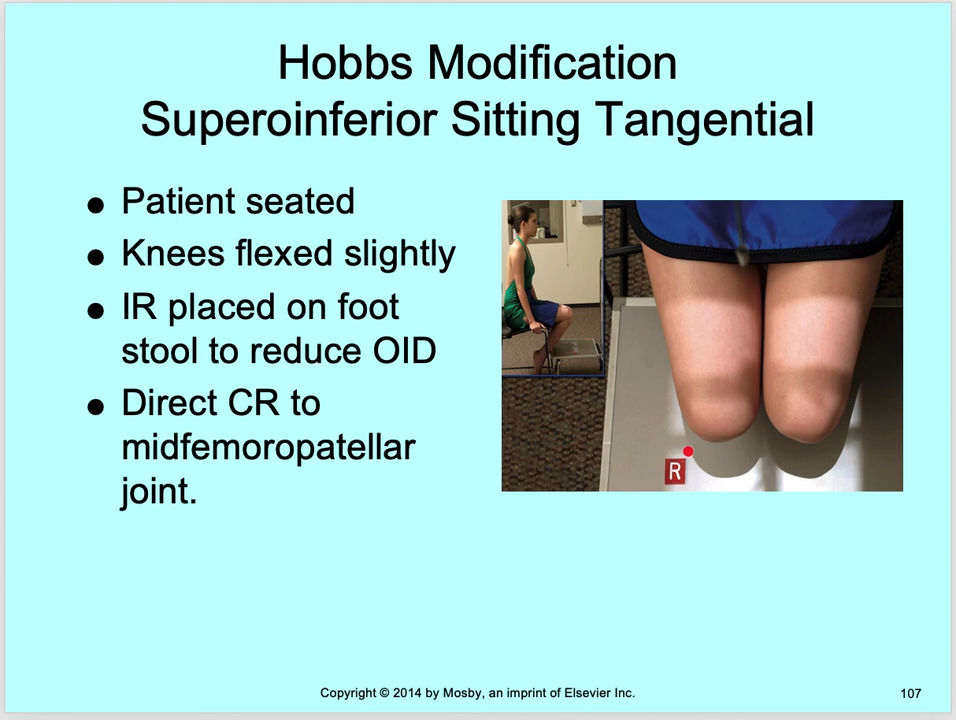 Hobbs Modification
Superoinferior Sitting Tangential
● Patient seated
● Knees flexed slightly
● IR placed on foot
stool to reduce OID
● Direct CR to
midfemoropatellar
joint.
R
Copyright © 2014 by Mosby, an imprint of Elsevier Inc.
107